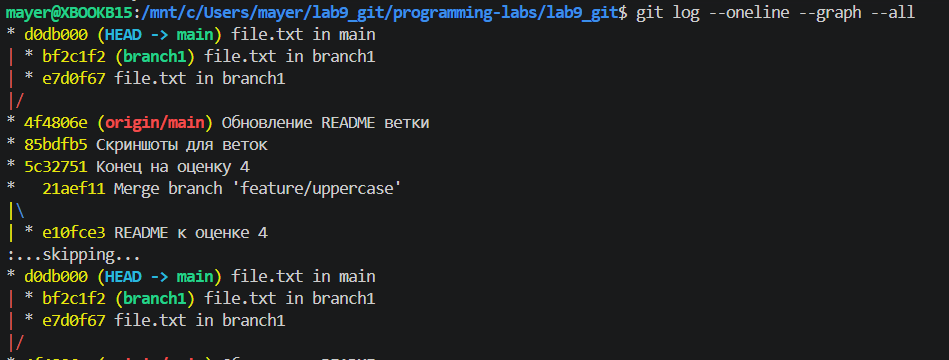 mayer@XBOOKB15:/mnt/c/Users/mayer/lab9_git/programming-labs/lab9_git$ git log --oneline --graph --all
* d0db000 (HEAD -> main) file.txt in main
| * bf2c1f2 (branch1) file.txt in branch1
| * e7d0f67 file.txt in branch1
|/
* 4f4806e (origin/main) Обновление README ветки
* 85bdfb5 Скриншоты для веток
* 5c32751 Конец на оценку 4
*   21aef11 Merge branch 'feature/uppercase'
|\
| * e10fce3 README к оценке 4
:...skipping...
* d0db000 (HEAD -> main) file.txt in main
| * bf2c1f2 (branch1) file.txt in branch1
| * e7d0f67 file.txt in branch1
|/